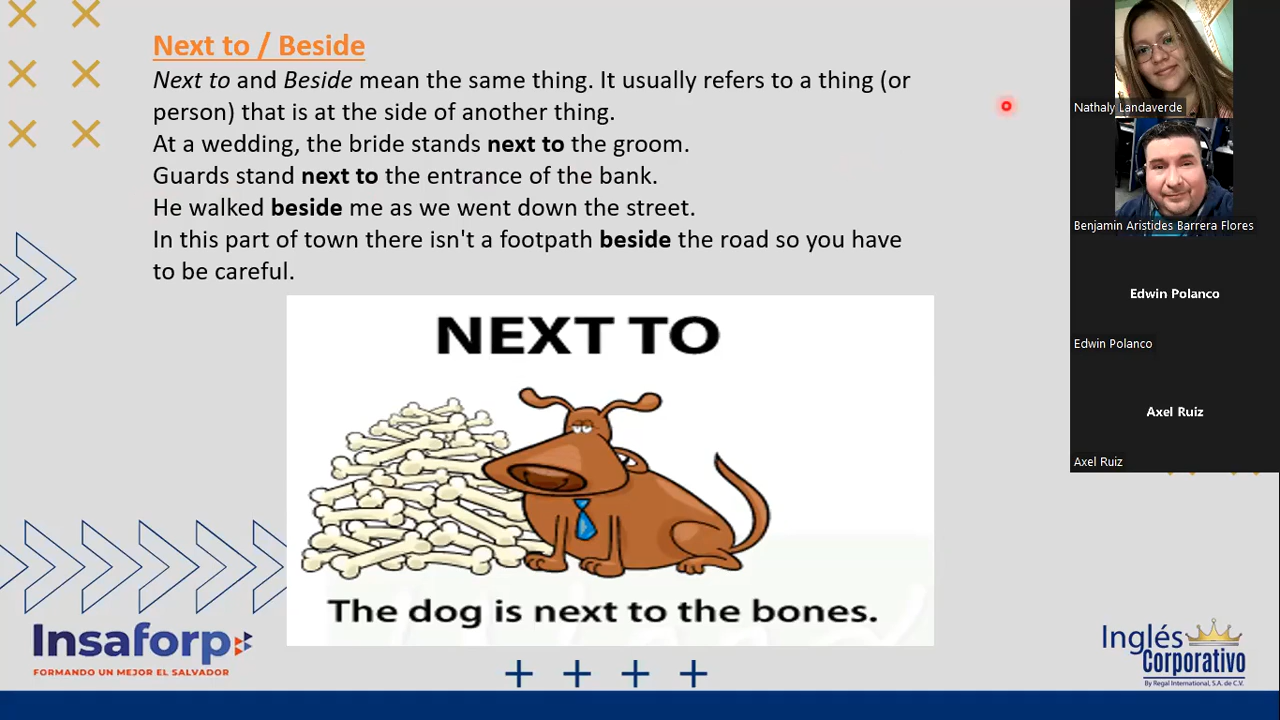 Next to / Beside
Next to and Beside mean the same thing. It usually refers to a thing (or
person) that is at the side of another thing.
At a wedding, the bride stands next to the groom.
Guards stand next to the entrance of the bank.
He walked beside me as we went down the street.
In this part of town there isn't a footpath beside the road so you have
to be careful.
NEXT TO
The dog is next to the bones.
Insaforp
FORMANDO UN MEJOR EL SALVADOR
Inglés
Corporativo
By Regal International, S.A. de C.V.
Nathaly Landaverde
Benjamin Aristides Barrera Flores
Edwin Polanco
Edwin Polanco
Axel Ruiz
Axel Ruiz